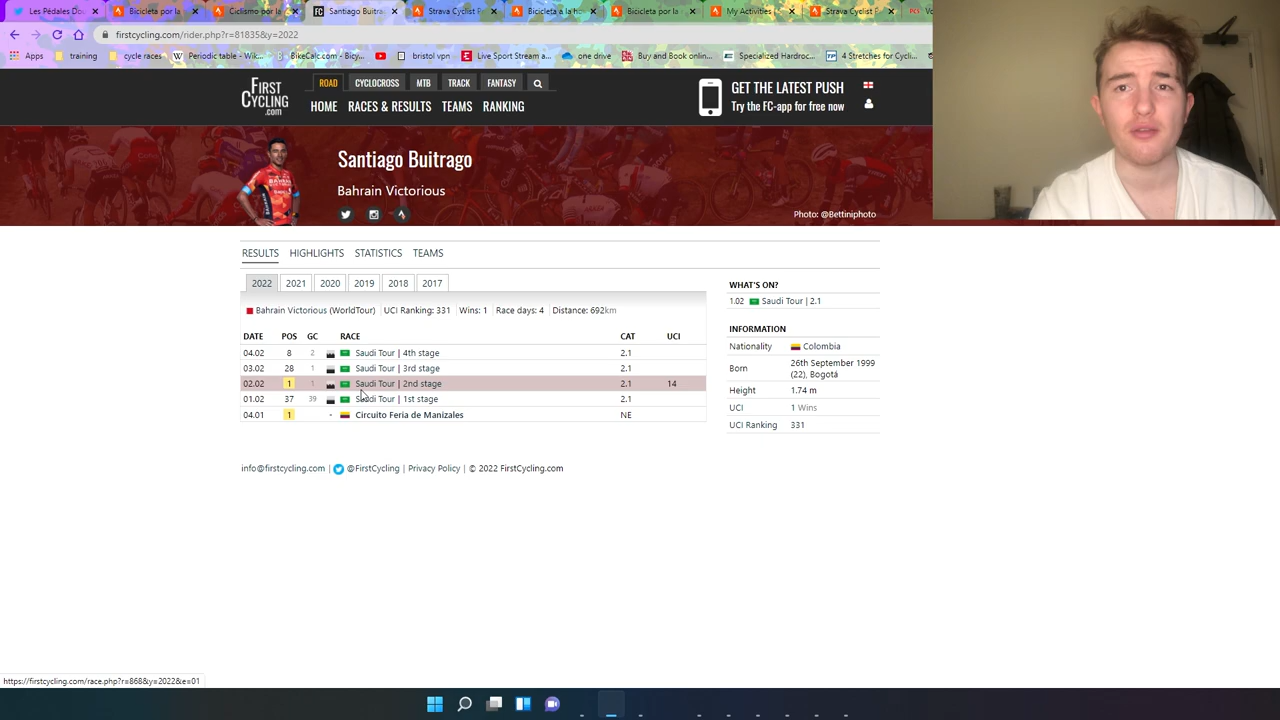 Les Pédales Do
Bicicleta por la
Ciclismo por la
FC Santiago Buitra
Strava Cyclist P
Bicicleta a la ho
Bicicleta por la
My Activities
Strava Cyclist P
PCS Vo
firstcycling.com/rider.php?r=81835&y=2022
Apps training cycle races Periodic table - Wik... BikeCalc.com - Bicy... bristol vpn Live Sport Stream a... one drive Buy and Book onlin... Specialized Hardroc... 4 Stretches for Cycli...
FIRST CYCLING.com
ROAD CYCLOCROSS MTB TRACK FANTASY
HOME RACES & RESULTS TEAMS RANKING
GET THE LATEST PUSH
Try the FC-app for free now
Santiago Buitrago
Bahrain Victorious
Photo: @Bettiniphoto
RESULTS HIGHLIGHTS STATISTICS TEAMS
2022 2021 2020 2019 2018 2017
Bahrain Victorious (WorldTour) UCI Ranking: 331 Wins: 1 Race days: 4 Distance: 692km
DATE POS GC RACE CAT UCI
04.02 8 2 Saudi Tour | 4th stage 2.1
03.02 28 1 Saudi Tour | 3rd stage 2.1
02.02 1 1 Saudi Tour | 2nd stage 2.1 14
01.02 37 39 Saudi Tour | 1st stage 2.1
04.01 1 - Circuito Feria de Manizales NE
WHAT'S ON?
1.02 Saudi Tour | 2.1
INFORMATION
Nationality Colombia
Born 26th September 1999 (22), Bogotá
Height 1.74 m
UCI 1 Wins
UCI Ranking 331
info@firstcycling.com | @FirstCycling | Privacy Policy | © 2022 FirstCycling.com
https://firstcycling.com/race.php?r=868&y=2022&e=01